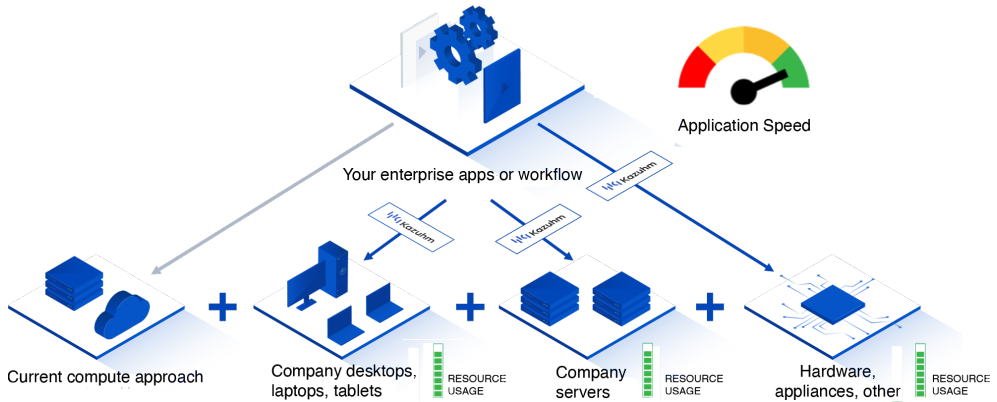 Application Speed
Your enterprise apps or workflow
Kazuhm
Kazuhm
Kazuhm
Current compute approach
Company desktops,
laptops, tablets
RESOURCE
USAGE
Company
servers
RESOURCE
USAGE
Hardware,
appliances, other
RESOURCE
USAGE